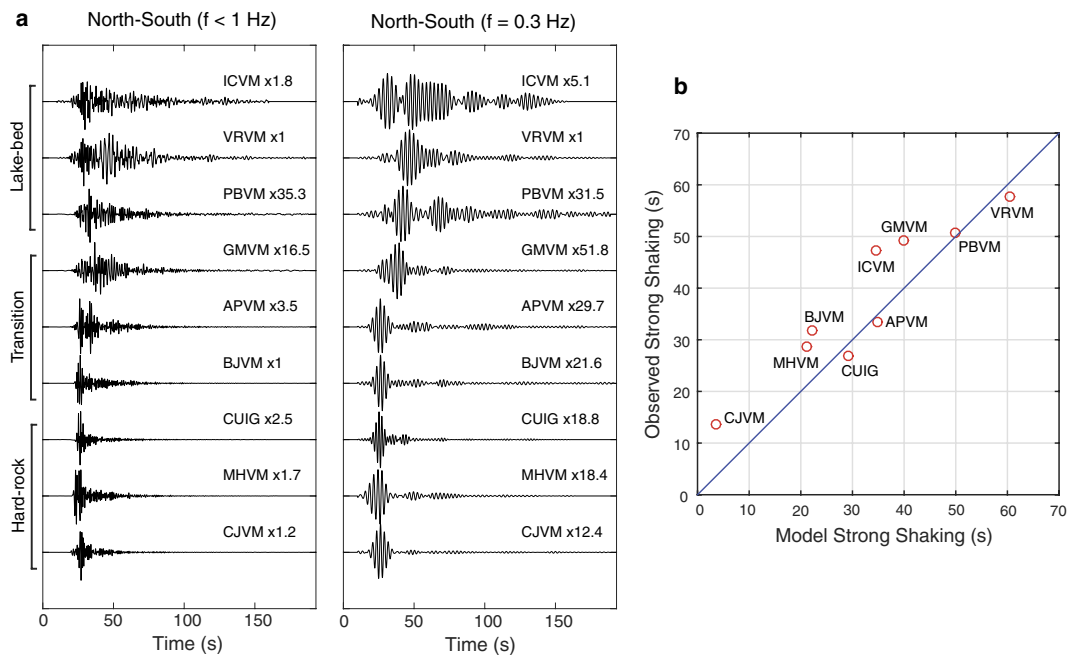 a
North-South (f < 1 Hz)
North-South (f = 0.3 Hz)
Lake-bed
Transition
Hard-rock
ICVM x1.8
VRVM x1
PBVM x35.3
GMVM x16.5
APVM x3.5
BJVM x1
CUIG x2.5
MHVM x1.7
CJVM x1.2
0 50 100 150
Time (s)
ICVM x5.1
VRVM x1
PBVM x31.5
GMVM x51.8
APVM x29.7
BJVM x21.6
CUIG x18.8
MHVM x18.4
CJVM x12.4
0 50 100 150
Time (s)
b
Observed Strong Shaking (s)
70
60
50
40
30
20
10
0
VRVM
GMVM
PBVM
ICVM
BJVM
APVM
MHVM
CUIG
CJVM
0 10 20 30 40 50 60 70
Model Strong Shaking (s)